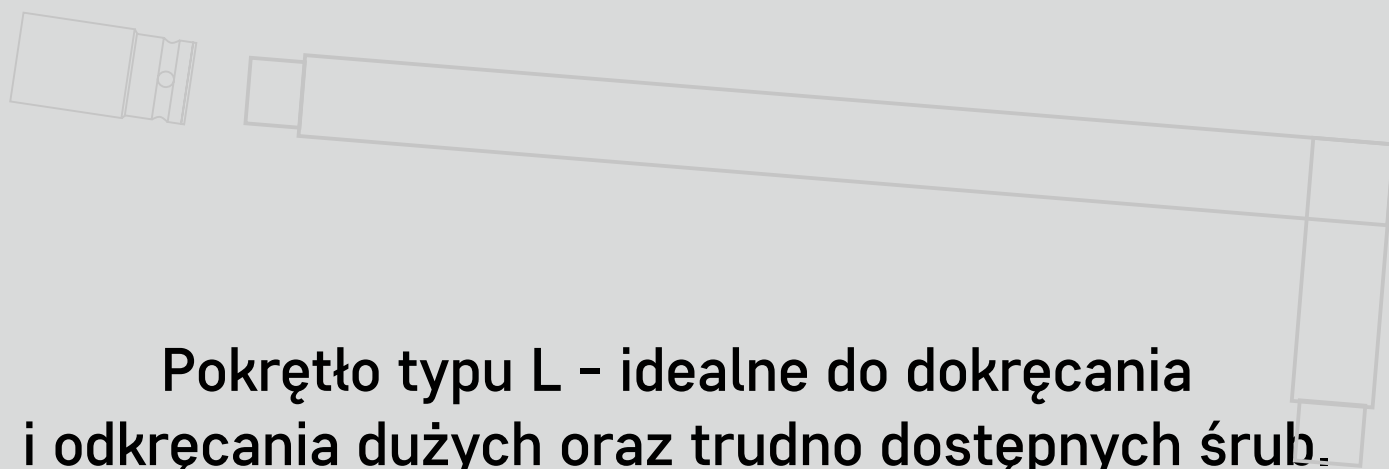 Pokrętło typu L - idealne do dokręcania
i odkręcania dużych oraz trudno dostępnych śrub.